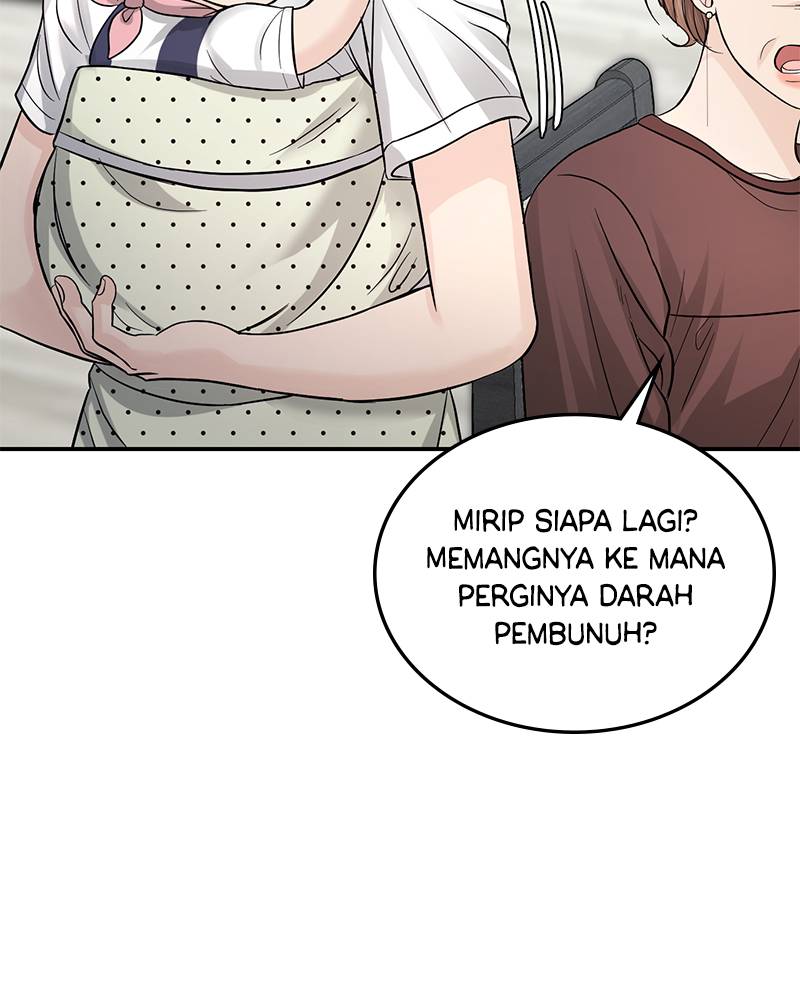 MIRIP SIAPA LAGI?
MEMANGNYA KE MANA
PERGINYA DARAH
PEMBUNUH?